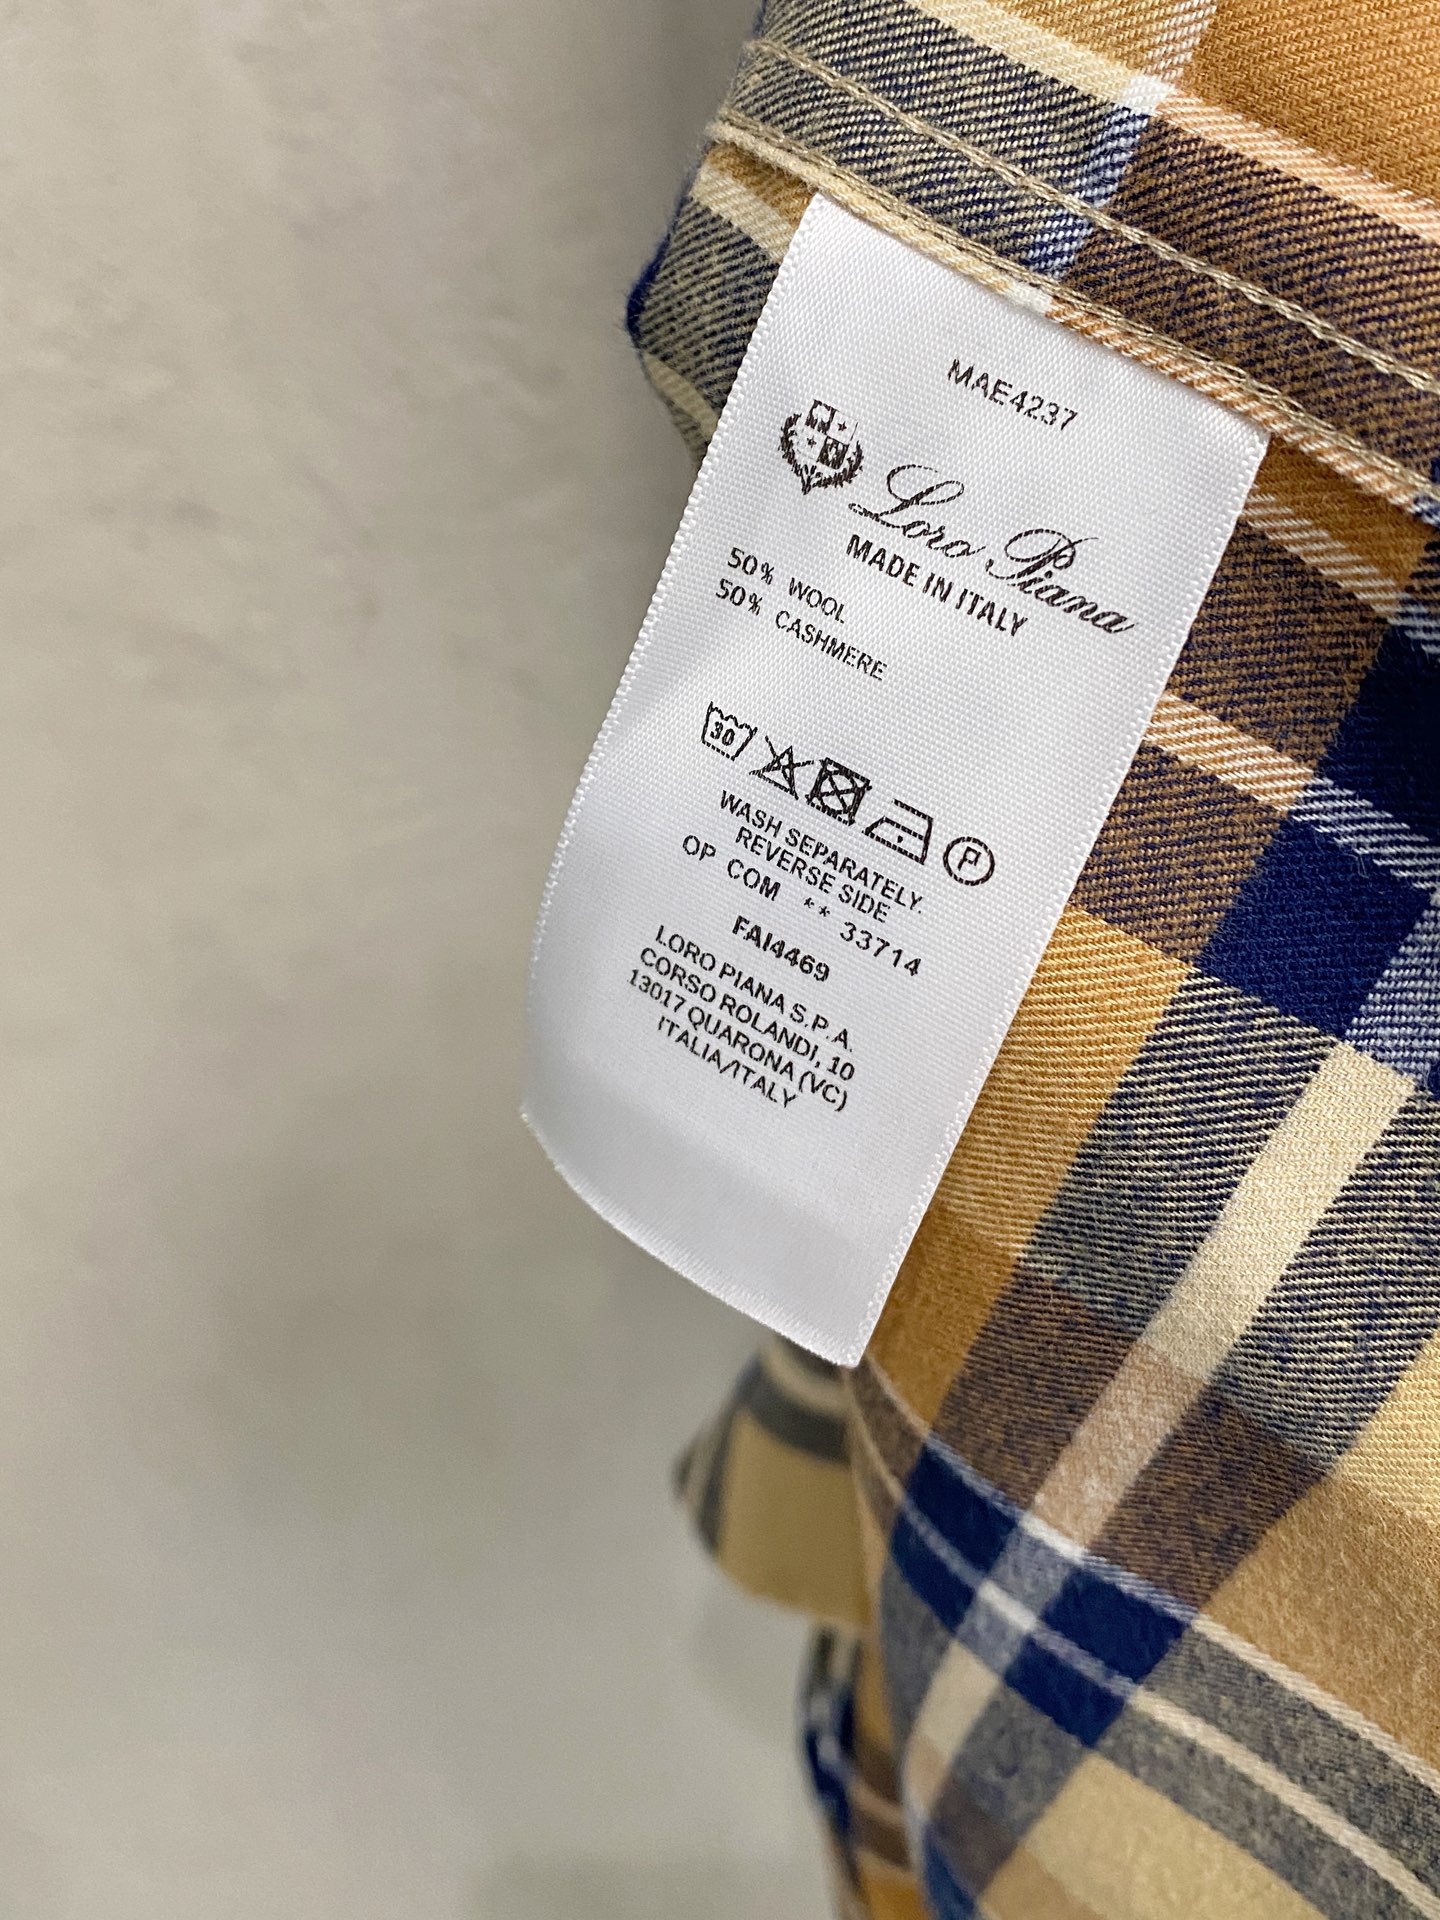 MAE4237
Loro Piana
MADE IN ITALY
50% WOOL
50% CASHMERE
30
P
WASH SEPARATELY.
REVERSE SIDE
OP COM ** 33714
FAI4469
LORO PIANA S.P.A.
CORSO ROLANDI, 10
13017 QUARONA (VC)
ITALIA/ITALY